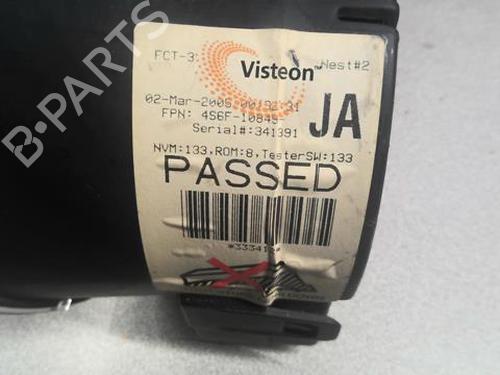 FCT-3
Visteon
Nest#2
02-Mar-2005 00:52:31
FPN: 4S6F-10849
JA
Serial#:341391
NVM:133,ROM:8,TesterSW:133
PASSED
B-Parts